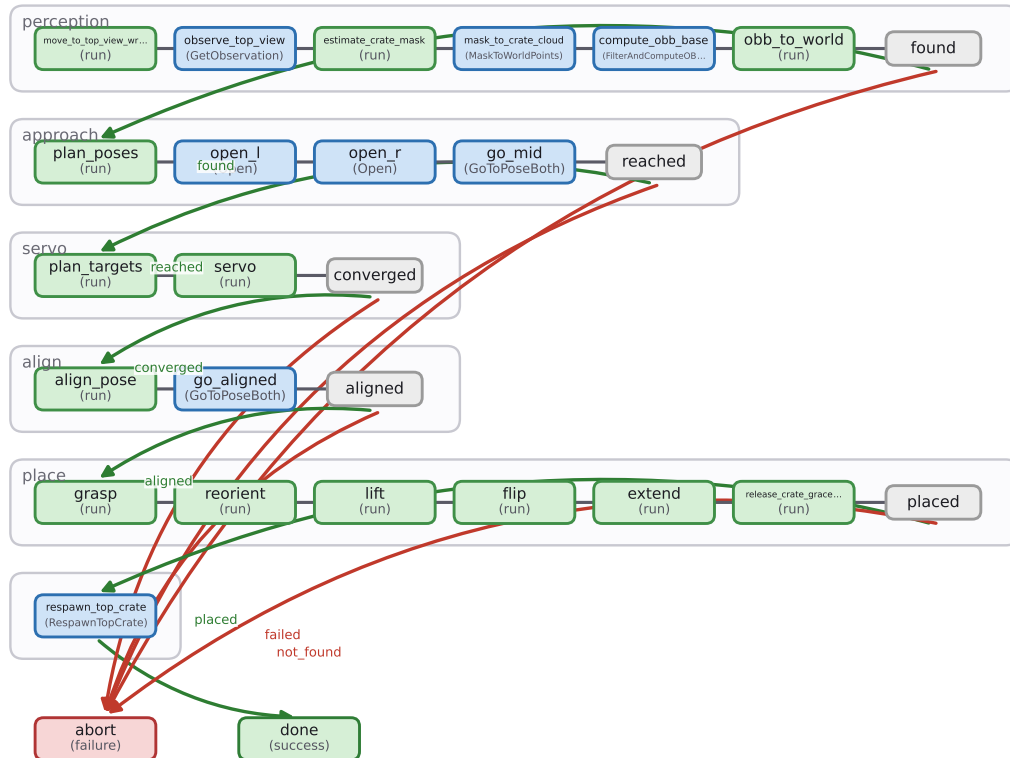 perception
move_to_top_view_wr...
(run)
observe_top_view
(GetObservation)
estimate_crate_mask
(run)
mask_to_crate_cloud
(MaskToWorldPoints)
compute_obb_base
(FilterAndComputeOB...
obb_to_world
(run)
found
approach
plan_poses
(run)
open_l
(Open)
found
open_r
(Open)
go_mid
(GoToPoseBoth)
reached
servo
plan_targets
(run)
reached
servo
(run)
converged
align
align_pose
(run)
converged
go_aligned
(GoToPoseBoth)
aligned
place
grasp
(run)
aligned
reorient
(run)
lift
(run)
flip
(run)
extend
(run)
release_crate_grace...
(run)
placed
respawn_top_crate
(RespawnTopCrate)
placed
failed
not_found
abort
(failure)
done
(success)